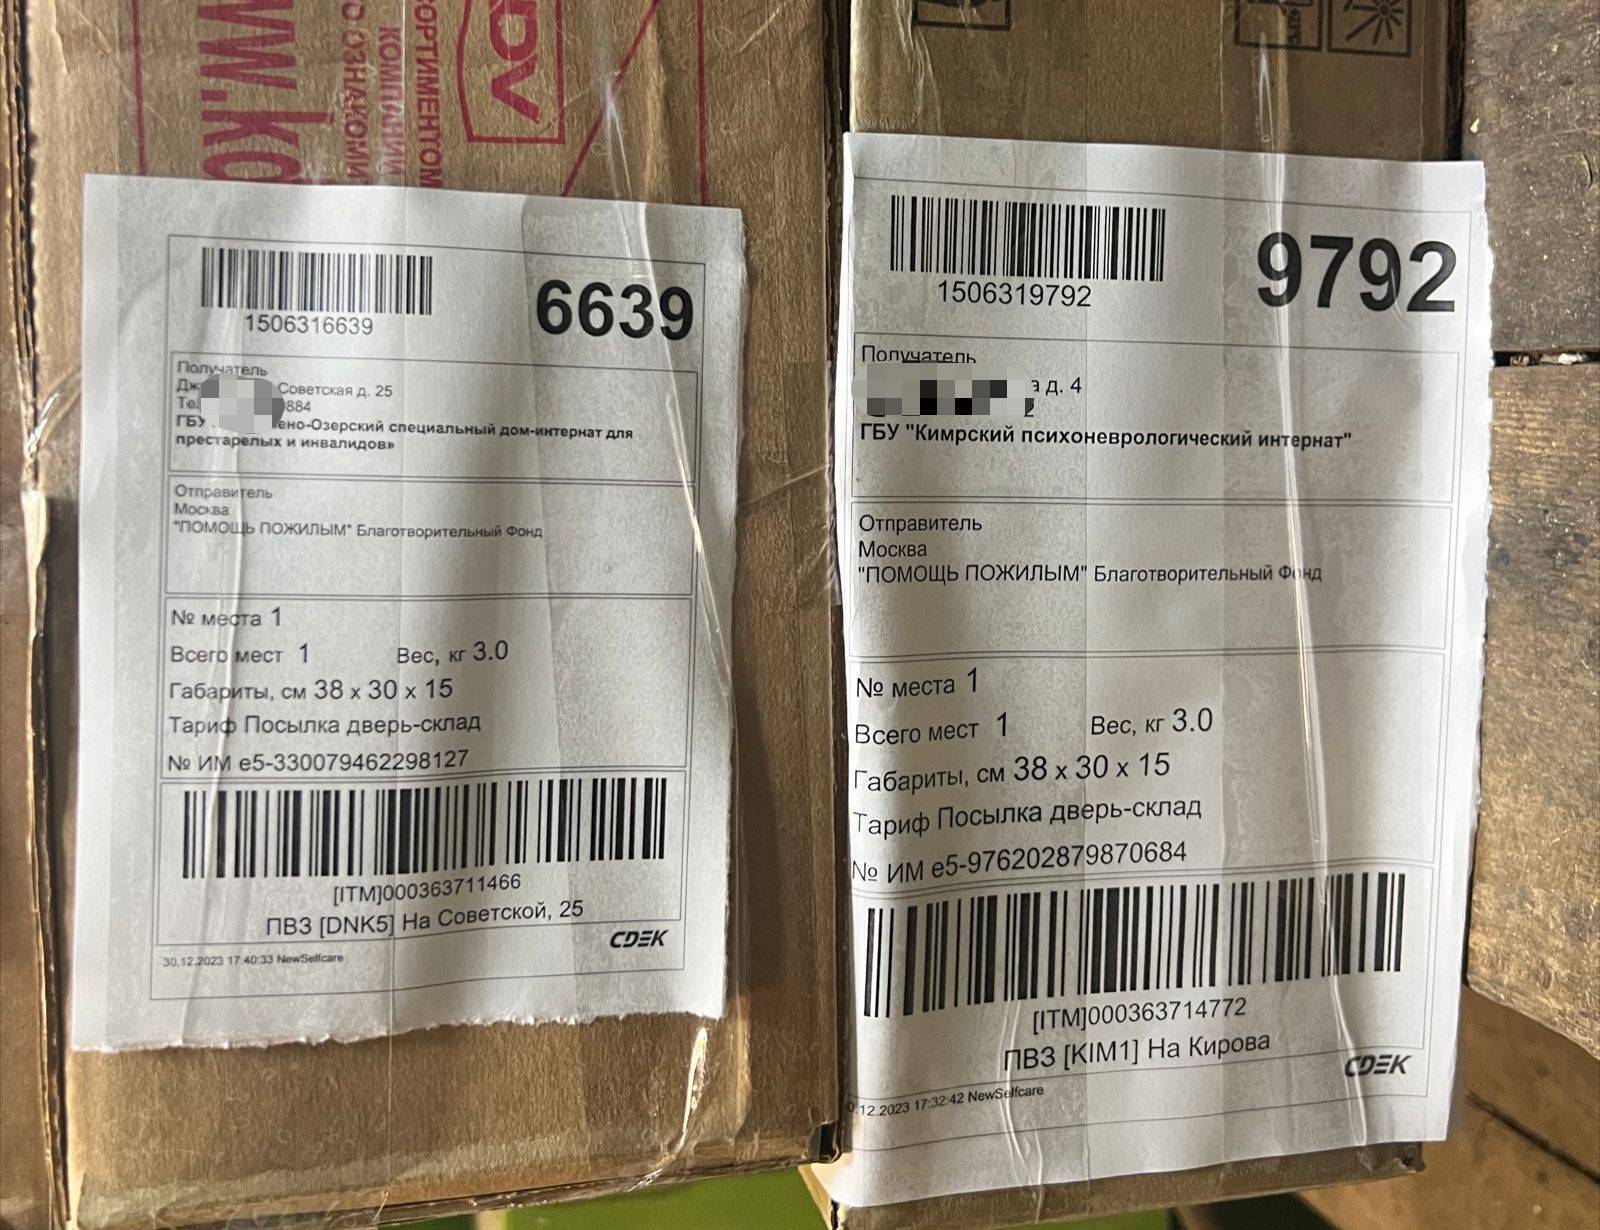 СОРТИМЕНТОМ
КОМПАНИИ
KDV
1506316639
6639
Получатель
Советская д. 25
884
ГБУ ено-Озерский специальный дом-интернат для
престарелых и инвалидов»
Отправитель
Москва
"ПОМОЩЬ ПОЖИЛЫМ" Благотворительный Фонд
№ места 1
Всего мест 1 Вес, кг 3.0
Габариты, см 38 x 30 x 15
Тариф Посылка дверь-склад
№ ИМ e5-330079462298127
[ITM]000363711466
ПВЗ [DNK5] На Советской, 25
CDEK
30.12.2023 17:40:33 NewSelfcare
1506319792
9792
Получатель
а д. 4
ГБУ "Кимрский психоневрологический интернат"
Отправитель
Москва
"ПОМОЩЬ ПОЖИЛЫМ" Благотворительный Фонд
№ места 1
Всего мест 1 Вес, кг 3.0
Габариты, см 38 x 30 x 15
Тариф Посылка дверь-склад
№ ИМ e5-976202879870684
[ITM]000363714772
ПВЗ [KIM1] На Кирова
CDEK
0.12.2023 17:32:42 NewSelfcare